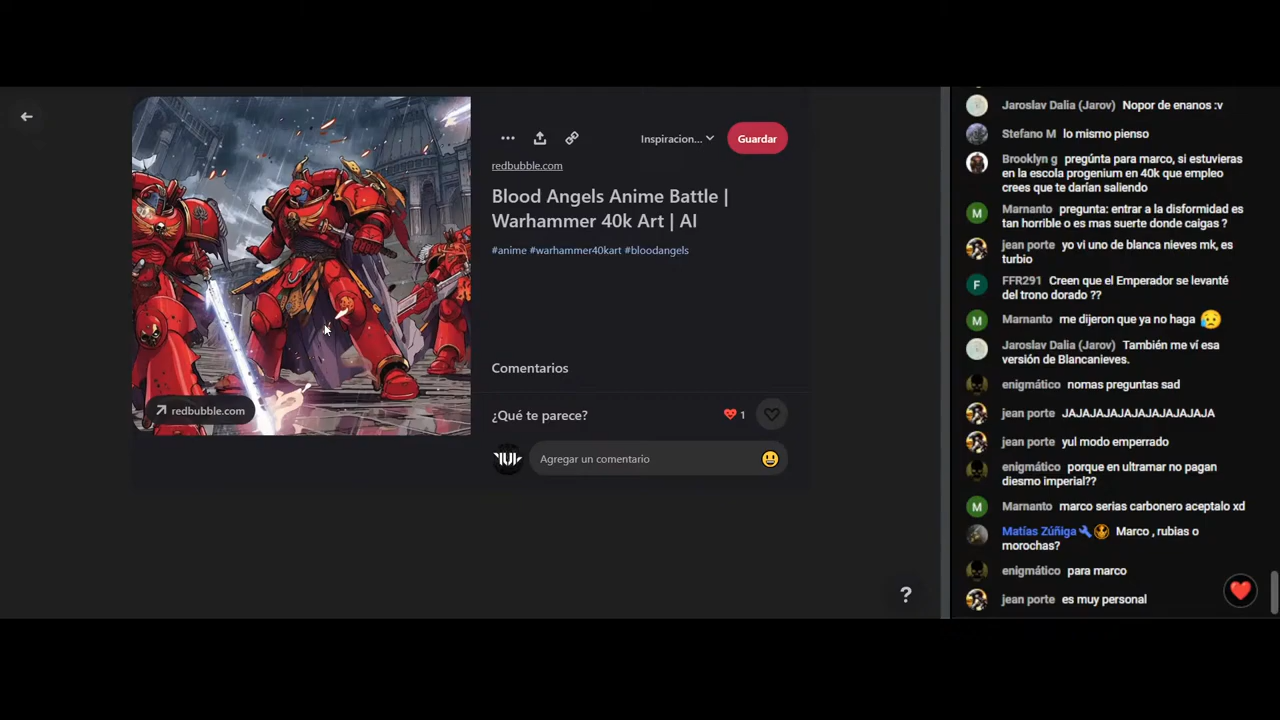 Inspiracion...
Guardar
redbubble.com
Blood Angels Anime Battle |
Warhammer 40k Art | AI
#anime #warhammer40kart #bloodangels
redbubble.com
Comentarios
¿Qué te parece?
1
Agregar un comentario
?
Jaroslav Dalia (Jarov) Nopor de enanos :v
Stefano M lo mismo pienso
Brooklyn g pregúnta para marco, si estuvieras
en la escola progenium en 40k que empleo
crees que te darían saliendo
M
Marnanto pregunta: entrar a la disformidad es
tan horrible o es mas suerte donde caigas ?
jean porte yo vi uno de blanca nieves mk, es
turbio
F
FFR291 Creen que el Emperador se levanté
del trono dorado ??
M
Marnanto me dijeron que ya no haga 😥
Jaroslav Dalia (Jarov) También me ví esa
versión de Blancanieves.
enigmático nomas preguntas sad
jean porte JAJAJAJAJAJAJAJAJAJA
jean porte yul modo emperrado
enigmático porque en ultramar no pagan
diesmo imperial??
M
Marnanto marco serias carbonero aceptalo xd
Matías Zúñiga Marco , rubias o
morochas?
enigmático para marco
jean porte es muy personal